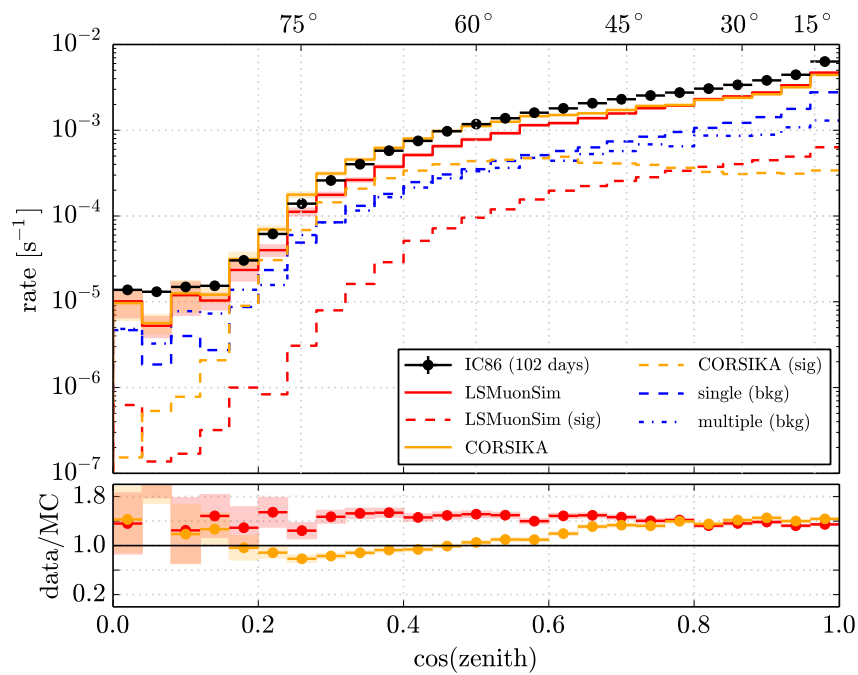 75° 60° 45° 30° 15°
10⁻²
10⁻³
10⁻⁴
10⁻⁵
10⁻⁶
10⁻⁷
rate [s⁻¹]
IC86 (102 days)
LSMuonSim
LSMuonSim (sig)
CORSIKA
CORSIKA (sig)
single (bkg)
multiple (bkg)
1.8
1.0
0.2
data/MC
0.0 0.2 0.4 0.6 0.8 1.0
cos(zenith)